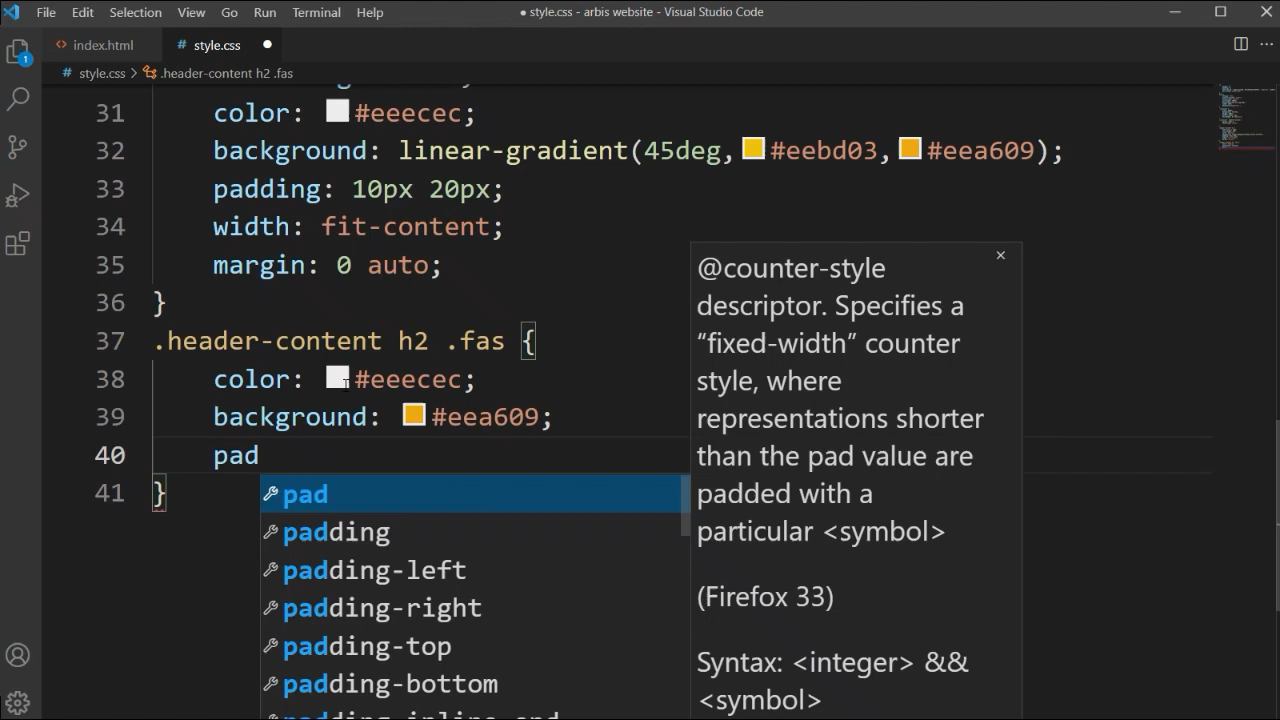 File Edit Selection View Go Run Terminal Help ● style.css - arbis website - Visual Studio Code
<> index.html # style.css ●
# style.css > .header-content h2 .fas
31 color: #eeecec;
32 background: linear-gradient(45deg, #eebd03, #eea609);
33 padding: 10px 20px;
34 width: fit-content;
35 margin: 0 auto;
36 }
37 .header-content h2 .fas {
38 color: #eeecec;
39 background: #eea609;
40 pad
41 }
pad
padding
padding-left
padding-right
padding-top
padding-bottom
padding-inline-end
@counter-style
descriptor. Specifies a
“fixed-width” counter
style, where
representations shorter
than the pad value are
padded with a
particular <symbol>
(Firefox 33)
Syntax: <integer> &&
<symbol>
1